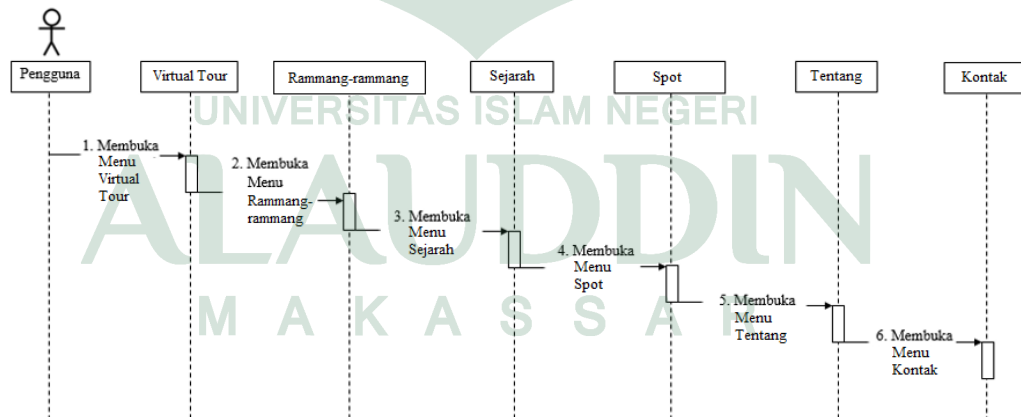 Pengguna
Virtual Tour
Rammang-rammang
Sejarah
Spot
Tentang
Kontak
UNIVERSITAS ISLAM NEGERI
1. Membuka
Menu
Virtual
Tour
2. Membuka
Menu
Rammang-
rammang
3. Membuka
Menu
Sejarah
4. Membuka
Menu
Spot
5. Membuka
Menu
Tentang
6. Membuka
Menu
Kontak
ALAUDDIN
MAKASSAR